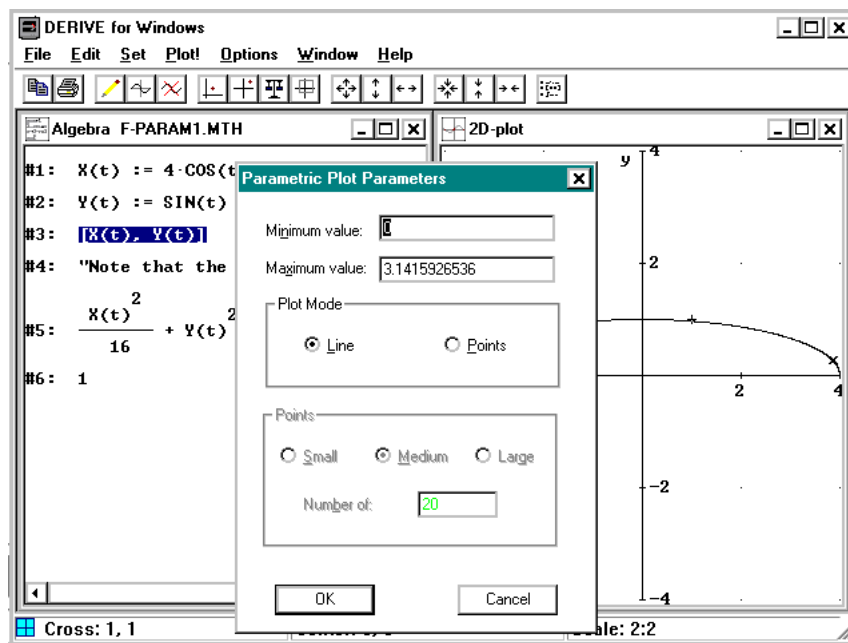 DERIVE for Windows
File Edit Set Plot! Options Window Help
Algebra F-PARAM1.MTH
2D-plot
#1: X(t) := 4·COS(t
#2: Y(t) := SIN(t)
#3: [X(t), Y(t)]
#4: "Note that the
#5: X(t)^2 / 16 + Y(t)^2
#6: 1
Parametric Plot Parameters
Minimum value: 0
Maximum value: 3.1415926536
Plot Mode
Line Points
Points
Small Medium Large
Number of: 20
OK Cancel
y 4
2
2 4
-2
-4
Cross: 1, 1
Scale: 2:2